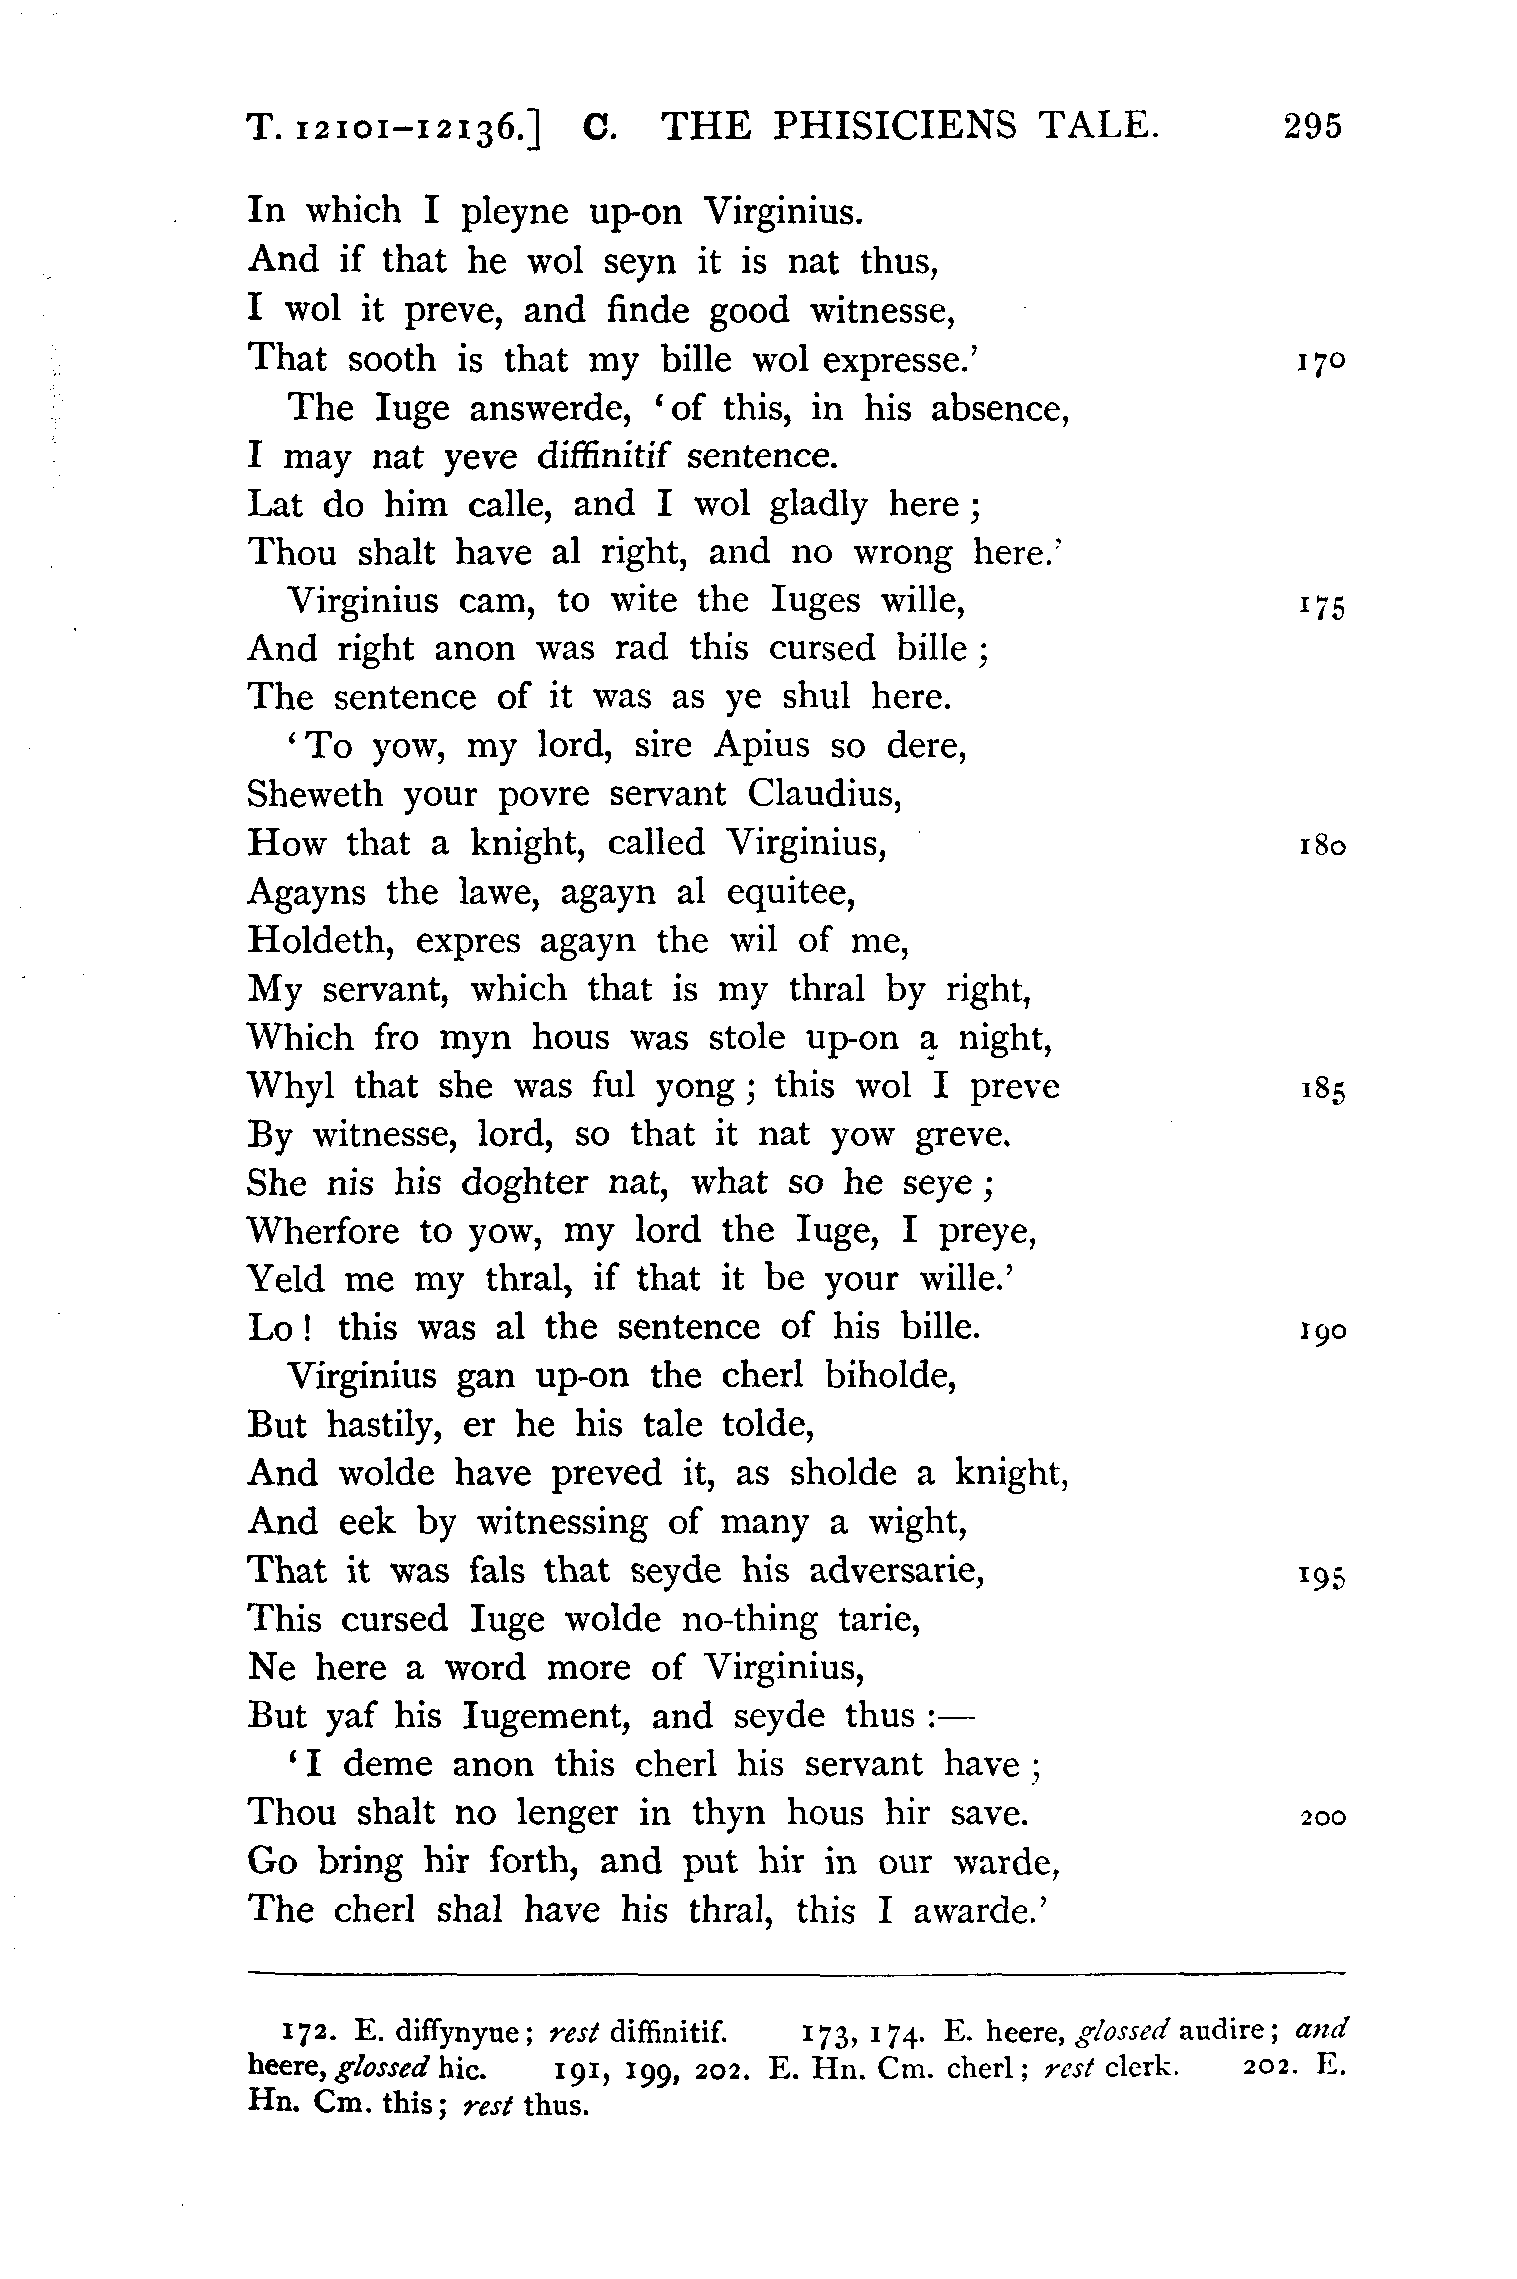 T. 12101–12136.] C. THE PHISICIENS TALE. 295
In which I pleyne up-on Virginius.
And if that he wol seyn it is nat thus,
I wol it preve, and finde good witnesse,
That sooth is that my bille wol expresse.’ 170
The Iuge answerde, ‘of this, in his absence,
I may nat yeve diffinitif sentence.
Lat do him calle, and I wol gladly here ;
Thou shalt have al right, and no wrong here.’
Virginius cam, to wite the Iuges wille, 175
And right anon was rad this cursed bille ;
The sentence of it was as ye shul here.
‘To yow, my lord, sire Apius so dere,
Sheweth your povre servant Claudius,
How that a knight, called Virginius, 180
Agayns the lawe, agayn al equitee,
Holdeth, expres agayn the wil of me,
My servant, which that is my thral by right,
Which fro myn hous was stole up-on a night,
Whyl that she was ful yong ; this wol I preve 185
By witnesse, lord, so that it nat yow greve.
She nis his doghter nat, what so he seye ;
Wherfore to yow, my lord the Iuge, I preye,
Yeld me my thral, if that it be your wille.’
Lo ! this was al the sentence of his bille. 190
Virginius gan up-on the cherl biholde,
But hastily, er he his tale tolde,
And wolde have preved it, as sholde a knight,
And eek by witnessing of many a wight,
That it was fals that seyde his adversarie, 195
This cursed Iuge wolde no-thing tarie,
Ne here a word more of Virginius,
But yaf his Iugement, and seyde thus :—
‘I deme anon this cherl his servant have ;
Thou shalt no lenger in thyn hous hir save. 200
Go bring hir forth, and put hir in our warde,
The cherl shal have his thral, this I awarde.’
172. E. diffynyue ; rest diffinitif. 173, 174. E. heere, glossed audire ; and
heere, glossed hic. 191, 199, 202. E. Hn. Cm. cherl ; rest clerk. 202. E.
Hn. Cm. this ; rest thus.